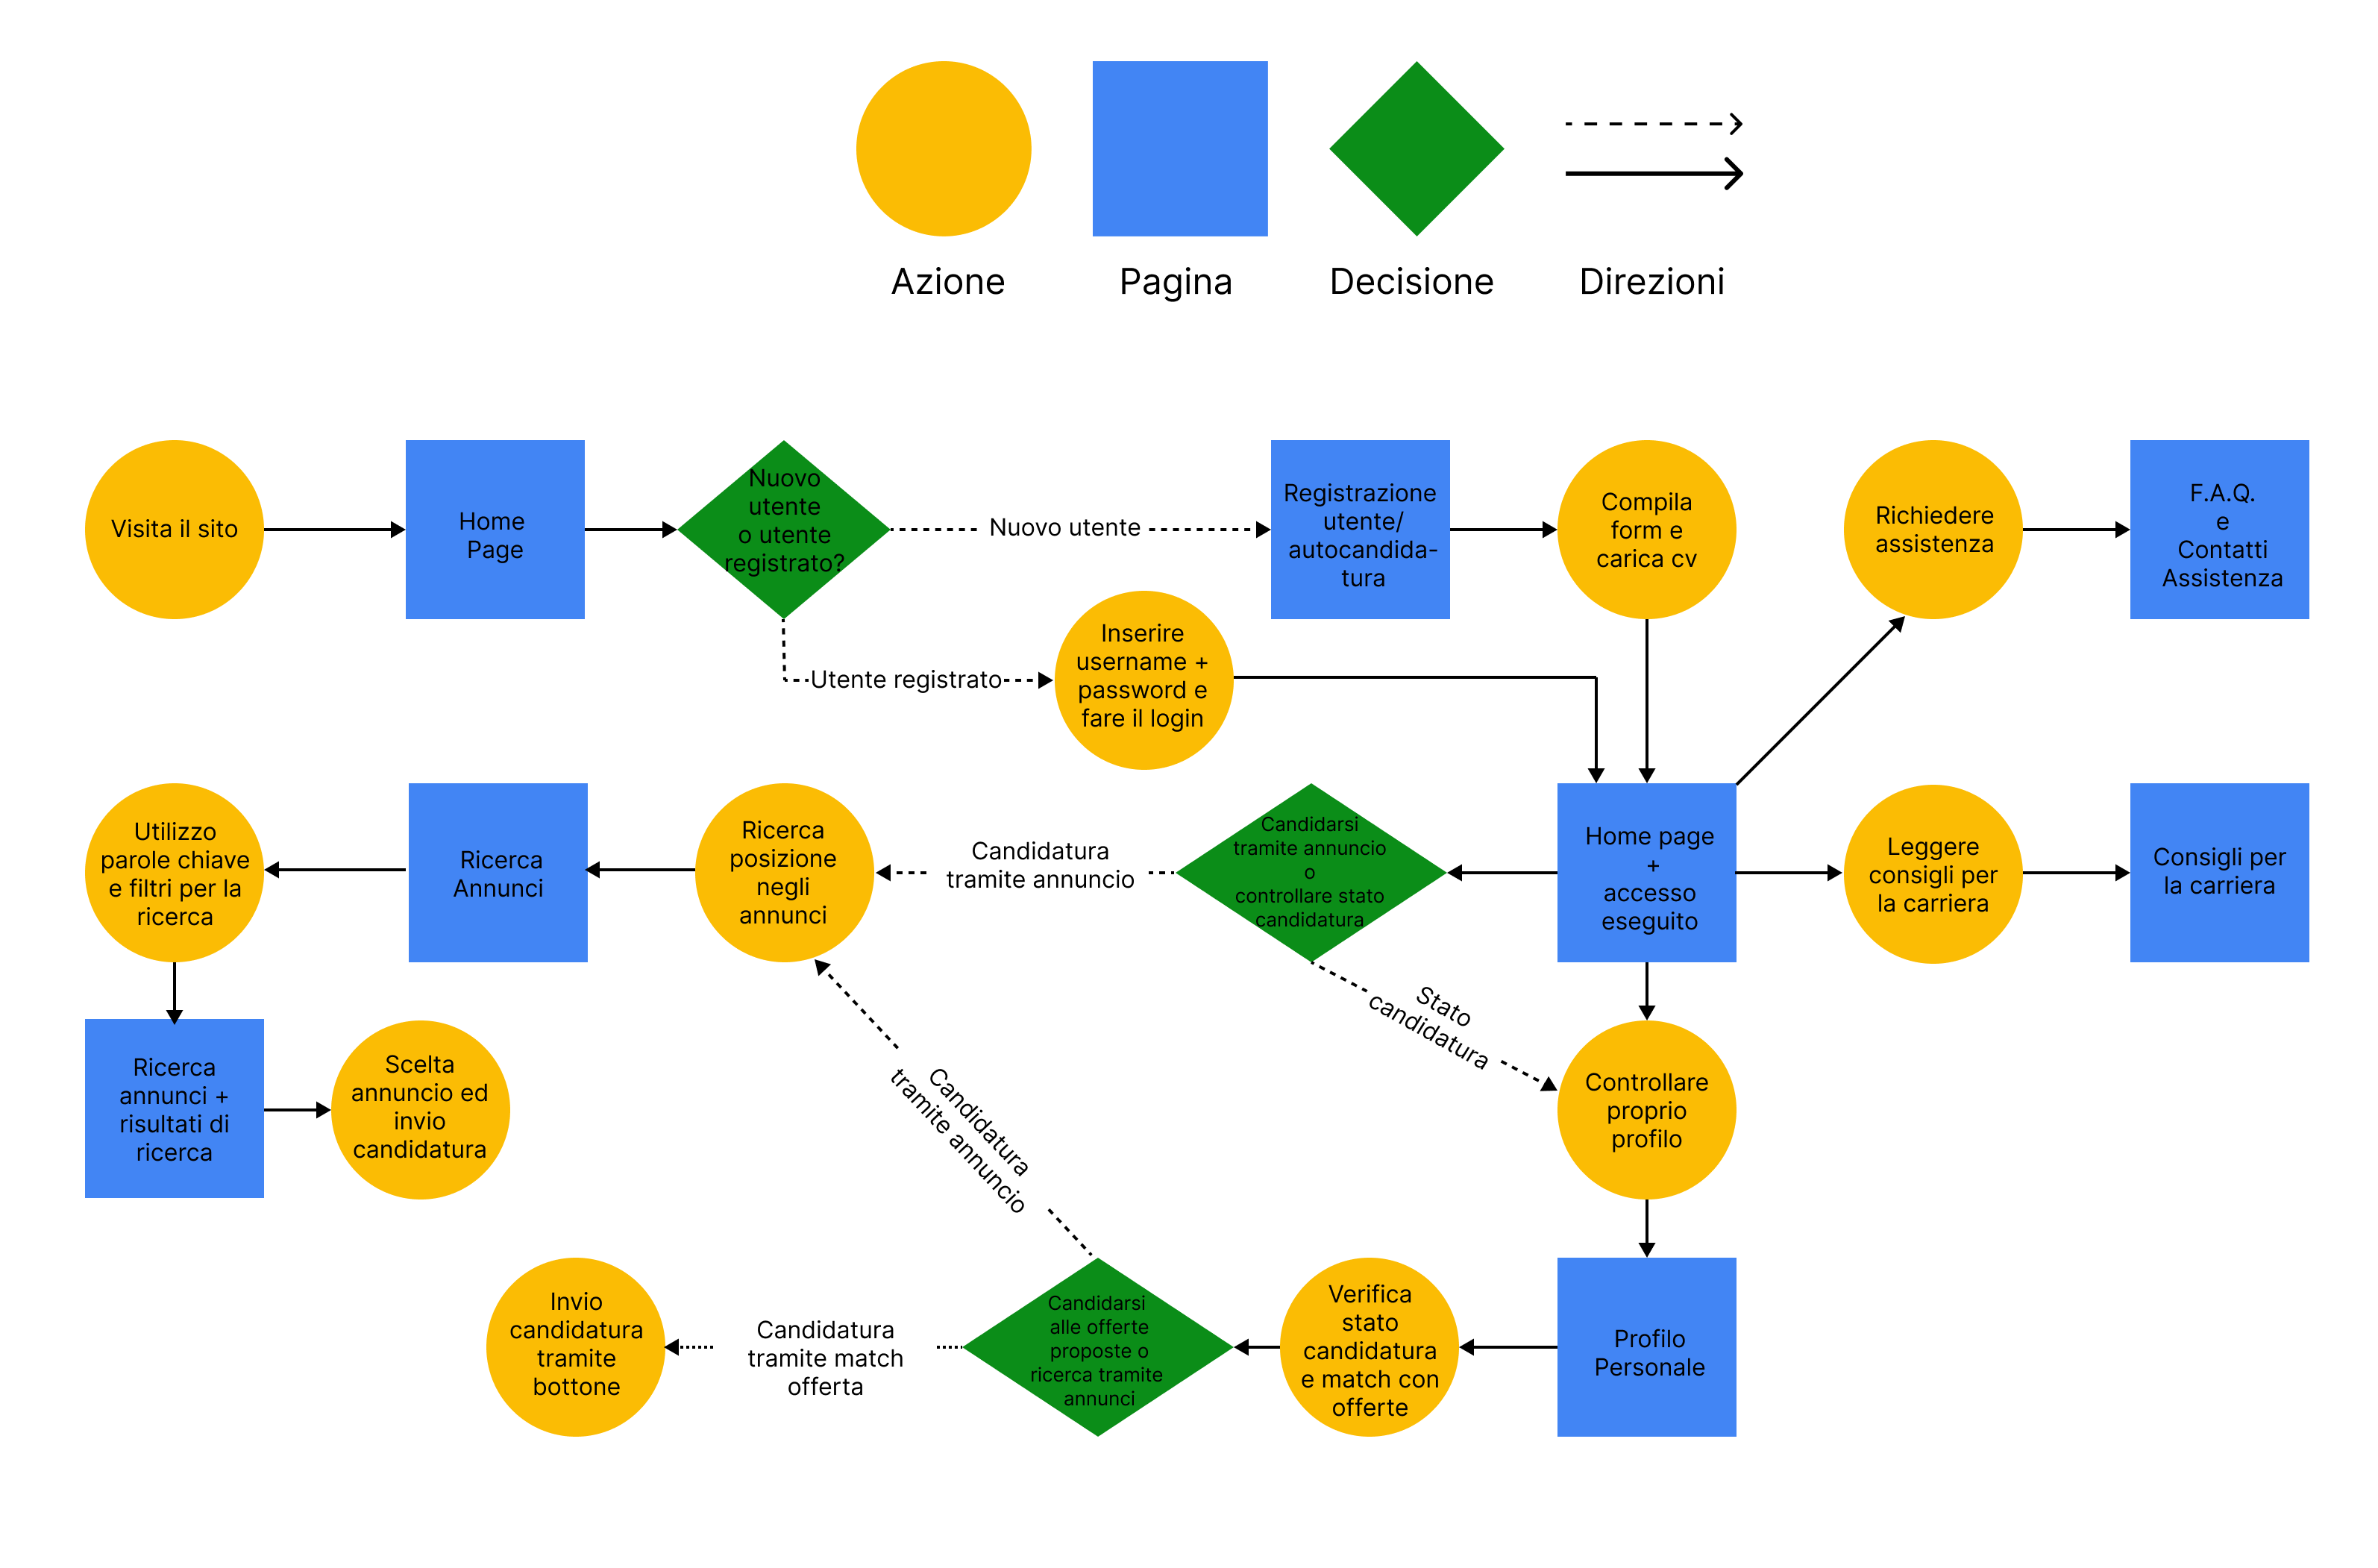 Azione
Pagina
Decisione
Direzioni
Visita il sito
Home
Page
Nuovo
utente
o utente
registrato?
Nuovo utente
Registrazione
utente/
autocandida-
tura
Compila
form e
carica cv
Richiedere
assistenza
F.A.Q.
e
Contatti
Assistenza
Utente registrato
Inserire
username +
password e
fare il login
Utilizzo
parole chiave
e filtri per la
ricerca
Ricerca
Annunci
Ricerca
posizione
negli
annunci
Candidatura
tramite annuncio
Candidarsi
tramite annuncio
o
controllare stato
candidatura
Home page
+
accesso
eseguito
Leggere
consigli per
la carriera
Consigli per
la carriera
Stato
candidatura
Ricerca
annunci +
risultati di
ricerca
Scelta
annuncio ed
invio
candidatura
Candidatura
tramite annuncio
Controllare
proprio
profilo
Invio
candidatura
tramite
bottone
Candidatura
tramite match
offerta
Candidarsi
alle offerte
proposte o
ricerca tramite
annunci
Verifica
stato
candidatura
e match con
offerte
Profilo
Personale